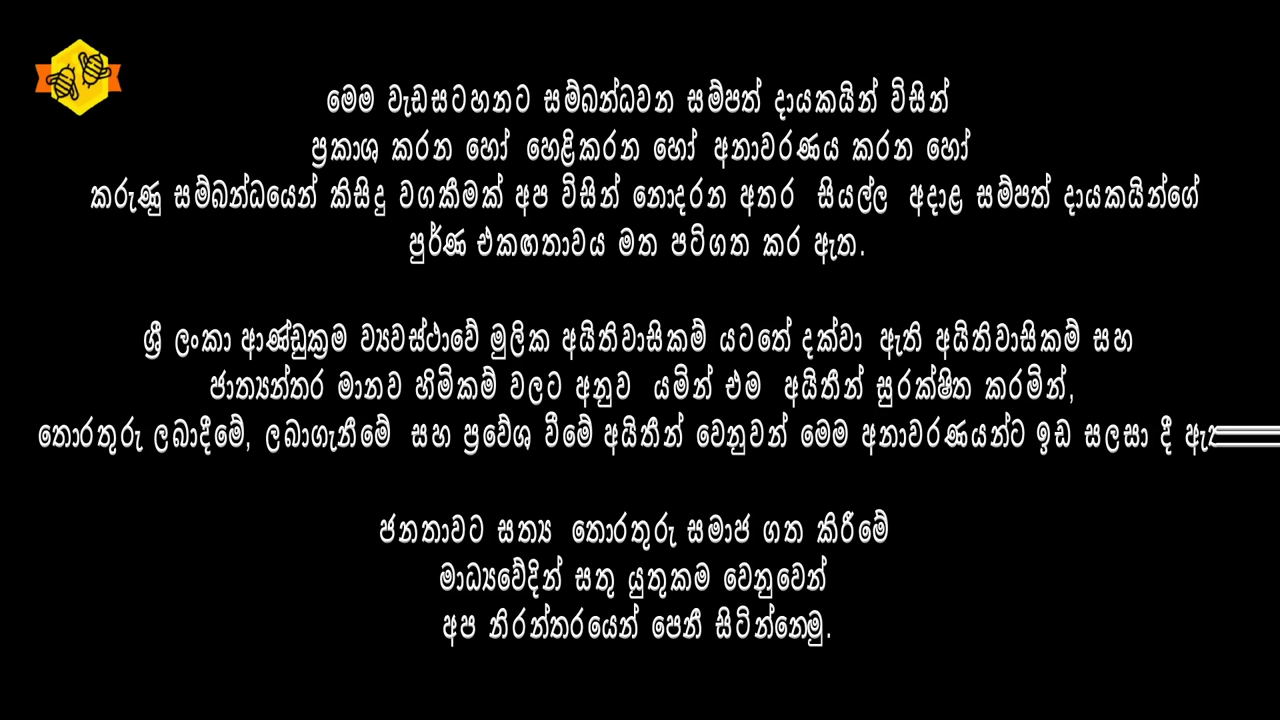 මෙම වැඩසටහනට සම්බන්ධවන සම්පත් දායකයින් විසින්
ප්‍රකාශ කරන හෝ හෙළිකරන හෝ අනාවරණය කරන හෝ
කරුණු සම්බන්ධයෙන් කිසිදු වගකීමක් අප විසින් නොදරන අතර සියල්ල අදාළ සම්පත් දායකයින්ගේ
පුර්ණ එකඟතාවය මත පටිගත කර ඇත.
ශ්‍රී ලංකා ආණ්ඩුක්‍රම ව්‍යවස්ථාවේ මුලික අයිතිවාසිකම් යටතේ දක්වා ඇති අයිතිවාසිකම් සහ
ජාත්‍යන්තර මානව හිමිකම් වලට අනුව යමින් එම අයිතීන් සුරක්ෂිත කරමින්,
තොරතුරු ලබාදීමේ, ලබාගැනීමේ සහ ප්‍රවේශ වීමේ අයිතීන් වෙනුවන් මෙම අනාවරණයන්ට ඉඩ සලසා දී
ජනතාවට සත්‍ය තොරතුරු සමාජ ගත කිරීමේ
මාධ්‍යවේදින් සතු යුතුකම වෙනුවෙන්
අප නිරන්තරයෙන් පෙනී සිටින්නෙමු.